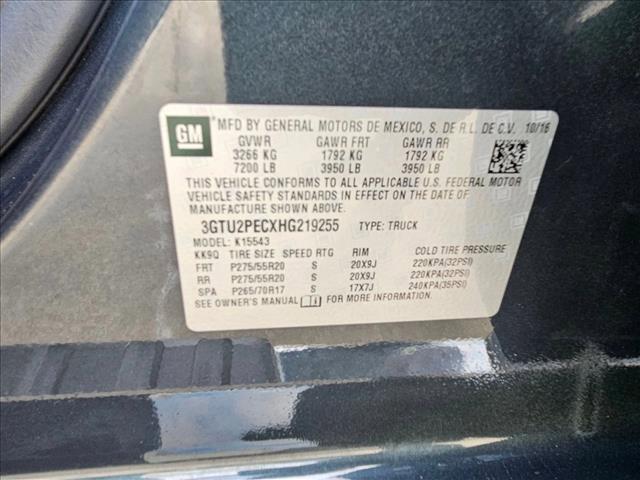 GM
MFD BY GENERAL MOTORS DE MEXICO, S. DE R.L. DE C.V. 10/16
GVWR GAWR FRT GAWR RR
3266 KG 1792 KG 1792 KG
7200 LB 3950 LB 3950 LB
THIS VEHICLE CONFORMS TO ALL APPLICABLE U.S. FEDERAL MOTOR
VEHICLE SAFETY STANDARDS IN EFFECT ON THE DATE OF
MANUFACTURE SHOWN HERE.
3GTU2PECXHG219255 TYPE: TRUCK
MODEL: K15543
KK9Q TIRE SIZE SPEED RTG RIM COLD TIRE PRESSURE
FRT P275/55R20 S 20X9J 220KPA(32PSI)
RR P275/55R20 S 20X9J 220KPA(32PSI)
SPA P265/70R17 S 17X7J 240KPA(35PSI)
SEE OWNER'S MANUAL FOR MORE INFORMATION